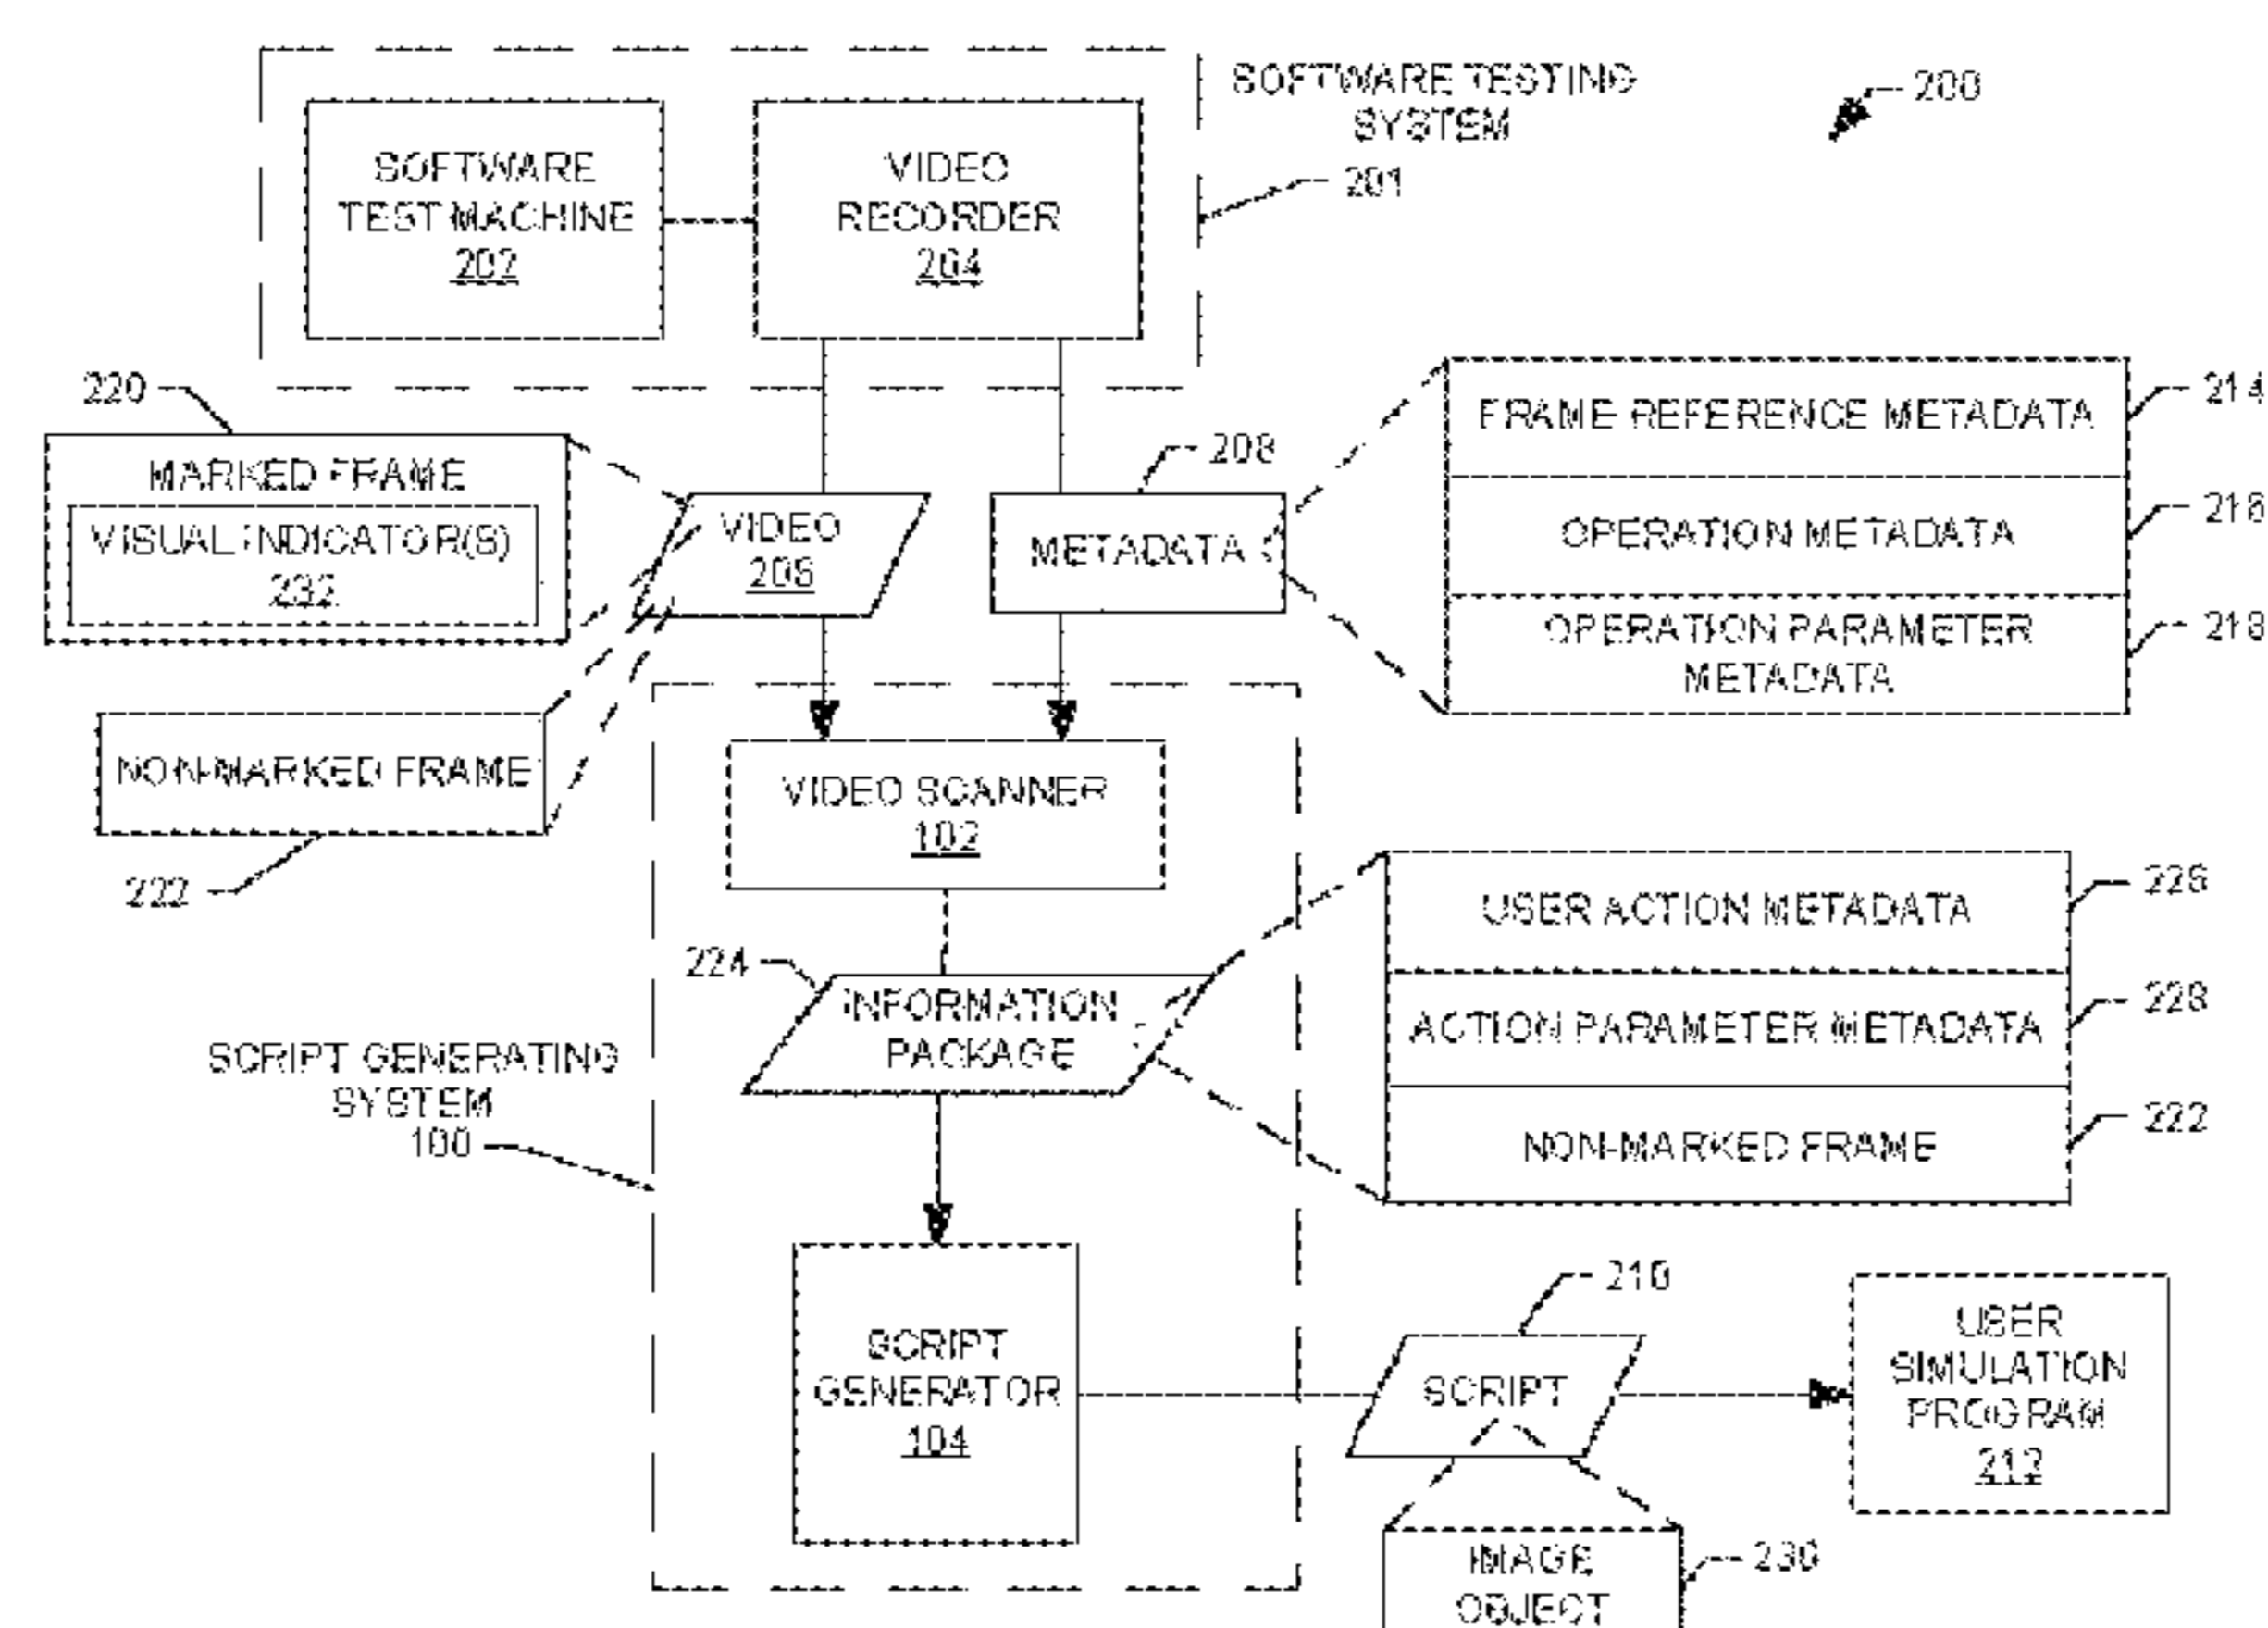 SOFTWARE TESTING
SYSTEM
200
201
SOFTWARE
TEST MACHINE
202
VIDEO
RECORDER
204
220
MARKED FRAME
VISUAL INDICATOR(S)
232
VIDEO
206
208
METADATA
FRAME REFERENCE METADATA
214
OPERATION METADATA
216
OPERATION PARAMETER
METADATA
218
NON-MARKED FRAME
222
VIDEO SCANNER
102
224
INFORMATION
PACKAGE
USER ACTION METADATA
226
ACTION PARAMETER METADATA
228
NON-MARKED FRAME
222
SCRIPT GENERATING
SYSTEM
100
SCRIPT
GENERATOR
104
210
SCRIPT
USER
SIMULATION
PROGRAM
212
IMAGE
OBJECT
230